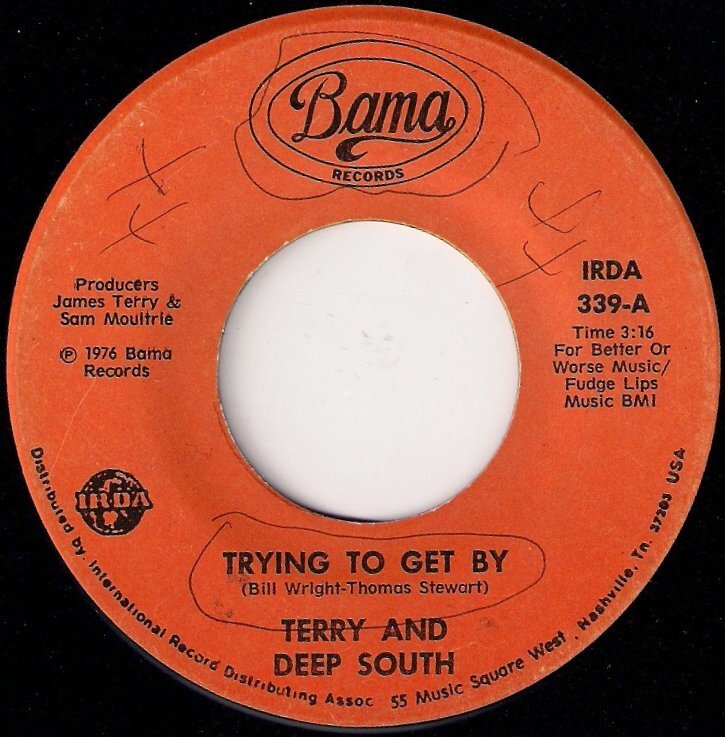 Bama
RECORDS
Producers
James Terry &
Sam Moultrie
℗ 1976 Bama
Records
IRDA
339-A
Time 3:16
For Better Or
Worse Music/
Fudge Lips
Music BMI
IRDA
TRYING TO GET BY
(Bill Wright-Thomas Stewart)
TERRY AND
DEEP SOUTH
Distributed by International Record Distributing Assoc 55 Music Square West, Nashville, Tn. 37203 USA